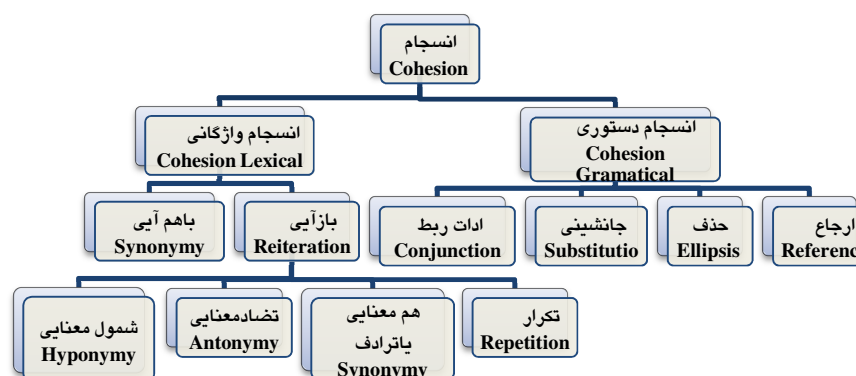 انسجام
Cohesion
انسجام دستوری
Cohesion
Gramatical
انسجام واژگانی
Cohesion Lexical
ارجاع
Referenc
حذف
Ellipsis
جانشینی
Substitutio
ادات ربط
Conjunction
بازآیی
Reiteration
باهم آیی
Synonymy
تکرار
Repetition
هم معنایی
یاترادف
Synonymy
تضادمعنایی
Antonymy
شمول معنایی
Hyponymy